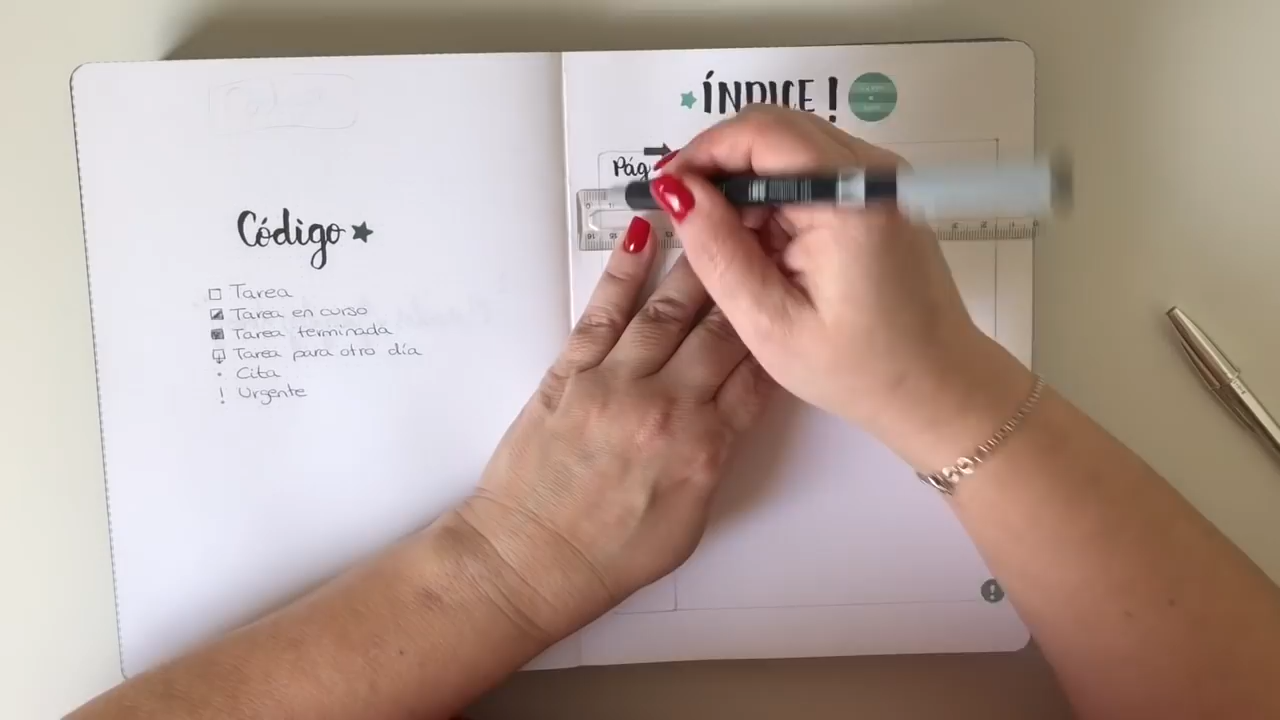 Código
Tarea
Tarea en curso
Tarea terminada
Tarea para otro día
Cita
! Urgente
ÍNDICE!
Pág